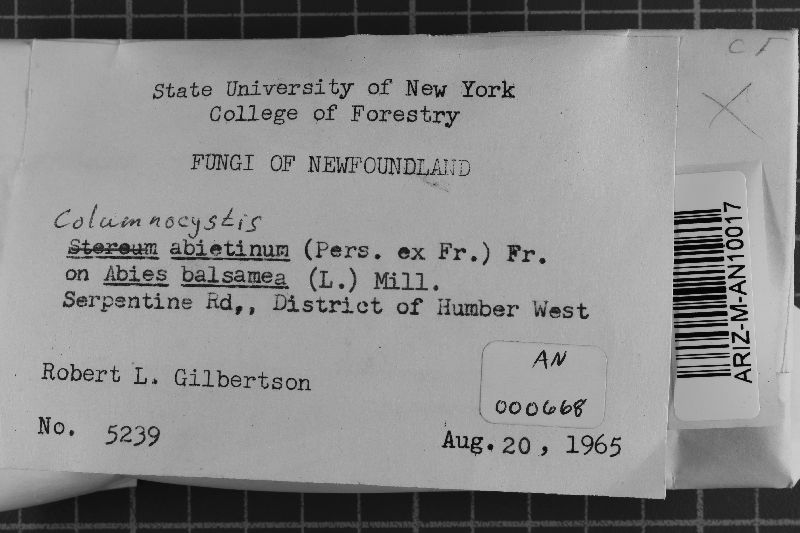 State University of New York
College of Forestry
FUNGI OF NEWFOUNDLAND
Columnocystis
Stereum abietinum (Pers. ex Fr.) Fr.
on Abies balsamea (L.) Mill.
Serpentine Rd,, District of Humber West
Robert L. Gilbertson
No. 5239
AN
000668
Aug. 20, 1965
ARIZ-M-AN10017